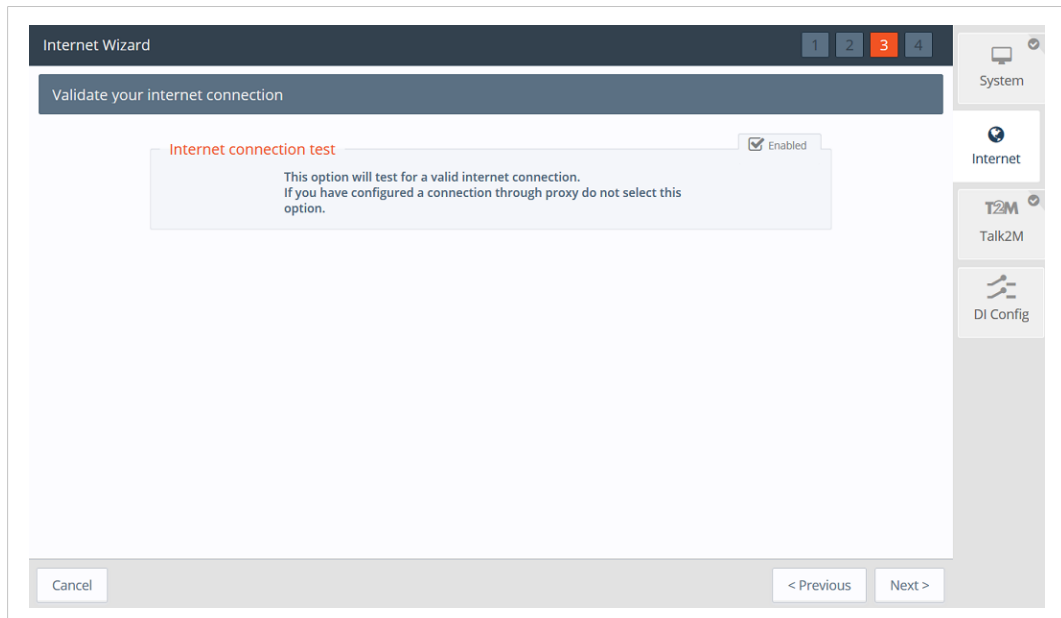 Internet Wizard
1 2 3 4
Validate your internet connection
Internet connection test
Enabled
This option will test for a valid internet connection.
If you have configured a connection through proxy do not select this
option.
System
Internet
T2M
Talk2M
DI Config
Cancel
< Previous
Next >